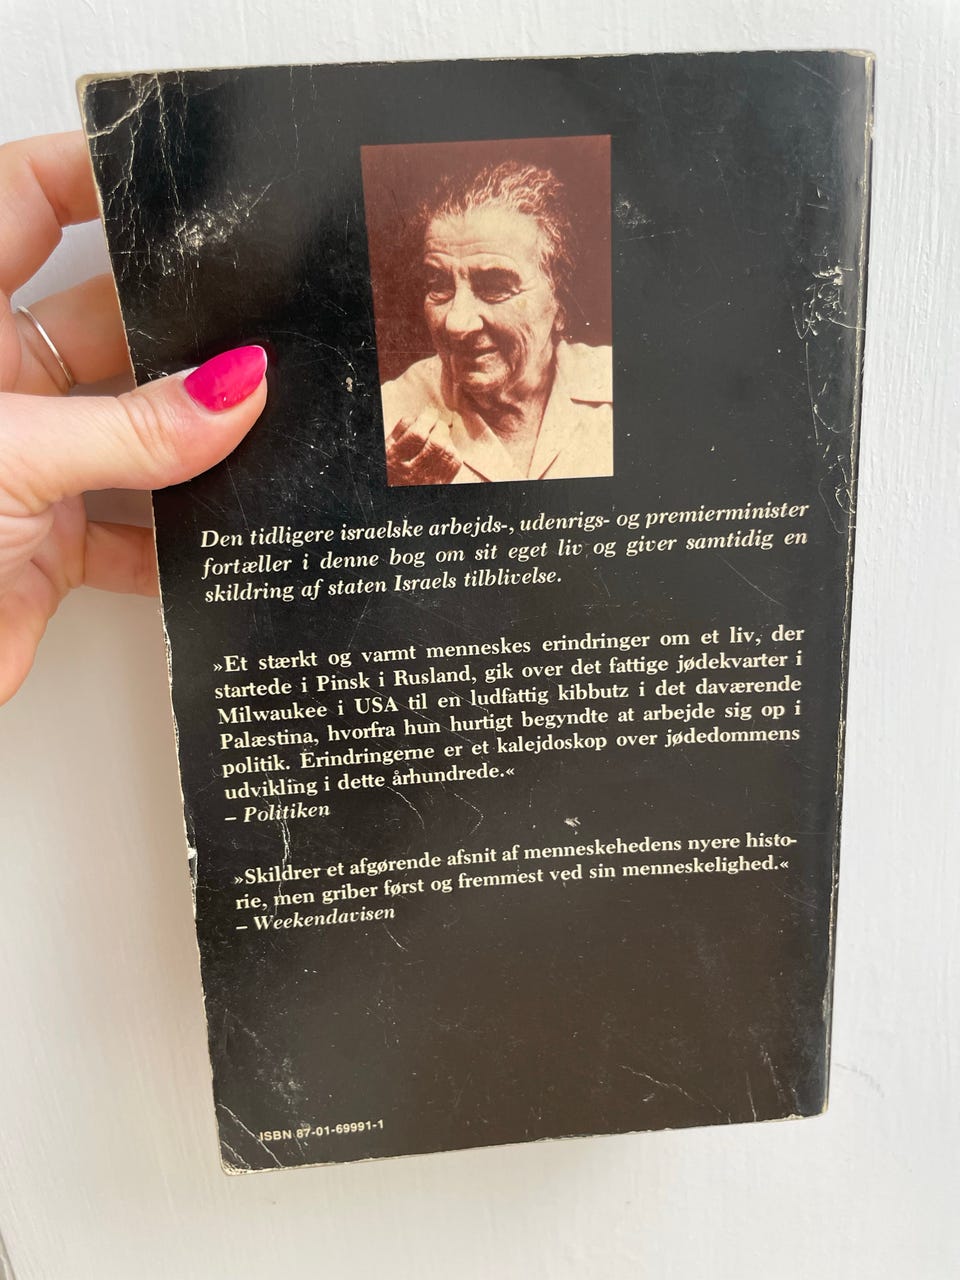 Den tidligere israelske arbejds-, udenrigs- og premierminister
fortæller i denne bog om sit eget liv og giver samtidig en
skildring af staten Israels tilblivelse.
»Et stærkt og varmt menneskes erindringer om et liv, der
startede i Pinsk i Rusland, gik over det fattige jødekvarter i
Milwaukee i USA til en ludfattig kibbutz i det daværende
Palæstina, hvorfra hun hurtigt begyndte at arbejde sig op i
politik. Erindringerne er et kalejdoskop over jødedommens
udvikling i dette århundrede.«
– Politiken
»Skildrer et afgørende afsnit af menneskehedens nyere histo-
rie, men griber først og fremmest ved sin menneskelighed.«
– Weekendavisen
ISBN 87-01-69991-1